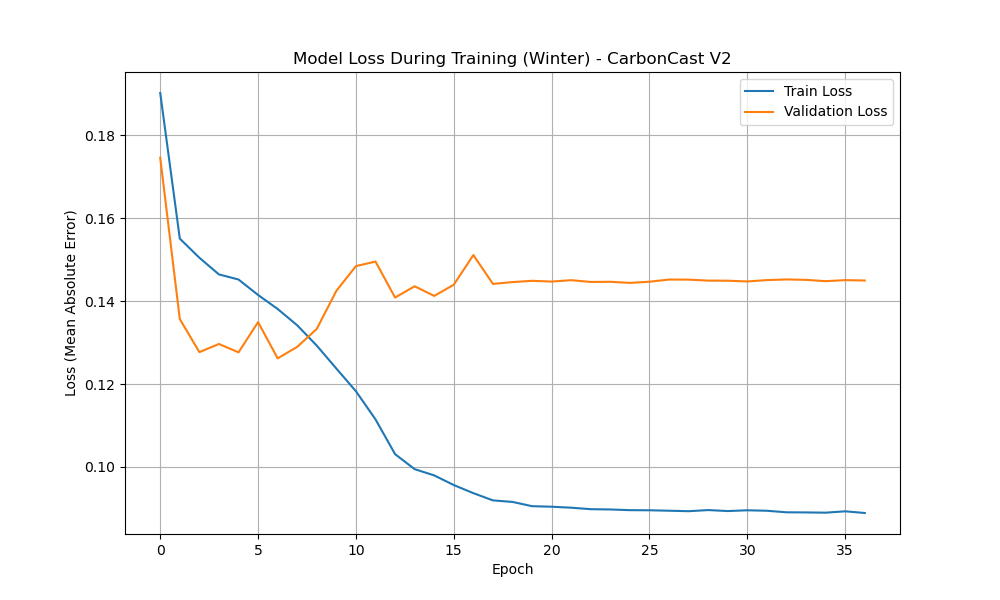 Model Loss During Training (Winter) - CarbonCast V2
Train Loss
Validation Loss
Loss (Mean Absolute Error)
0.18
0.16
0.14
0.12
0.10
0 5 10 15 20 25 30 35
Epoch